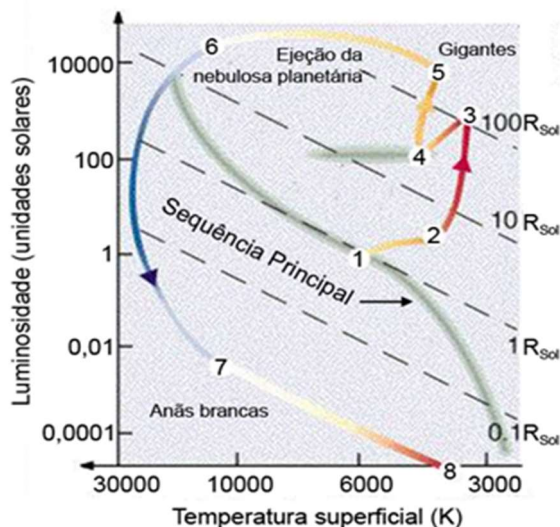 Luminosidade (unidades solares)
10000
100
1
0,01
0,0001
6
Ejeção da
nebulosa planetária
Gigantes
5
3
100R Sol
4
10 R Sol
Sequência Principal
1
2
1 R Sol
7
Anãs brancas
0.1R Sol
8
30000
10000
6000
3000
Temperatura superficial (K)